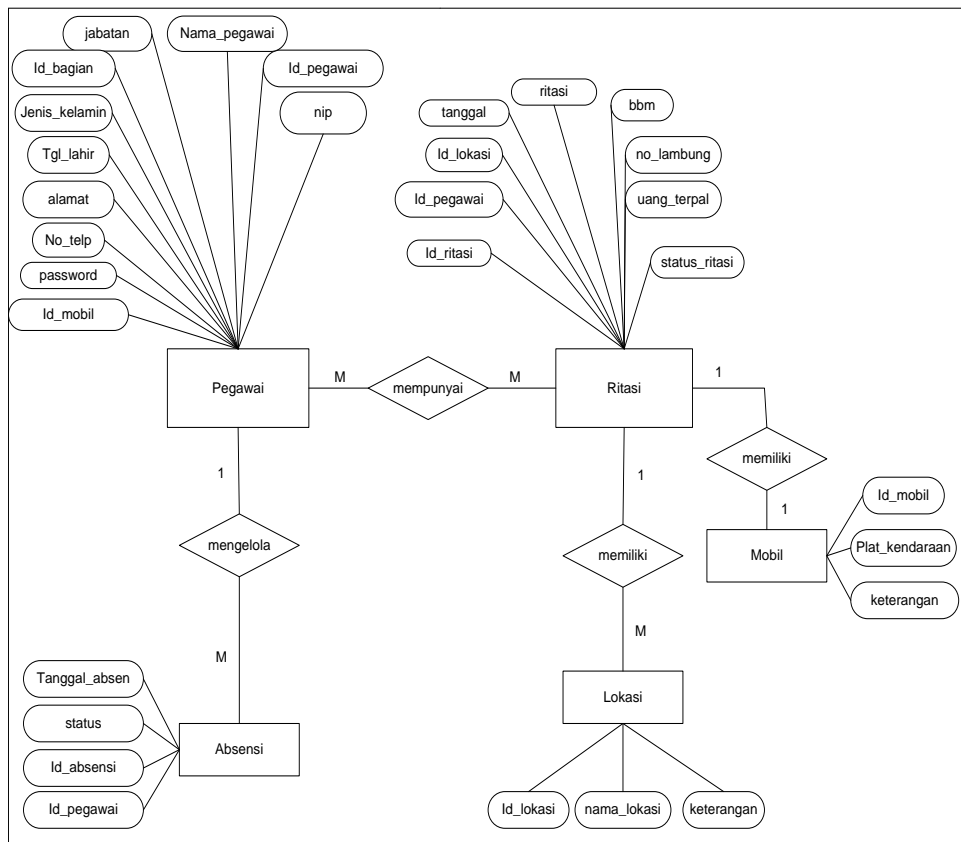 jabatan
Nama_pegawai
Id_bagian
Id_pegawai
Jenis_kelamin
nip
Tgl_lahir
alamat
No_telp
password
Id_mobil
ritasi
bbm
tanggal
Id_lokasi
no_lambung
Id_pegawai
uang_terpal
Id_ritasi
status_ritasi
Pegawai
M
mempunyai
M
Ritasi
1
memiliki
1
Mobil
Id_mobil
Plat_kendaraan
keterangan
1
mengelola
M
Absensi
Tanggal_absen
status
Id_absensi
Id_pegawai
1
memiliki
M
Lokasi
Id_lokasi
nama_lokasi
keterangan